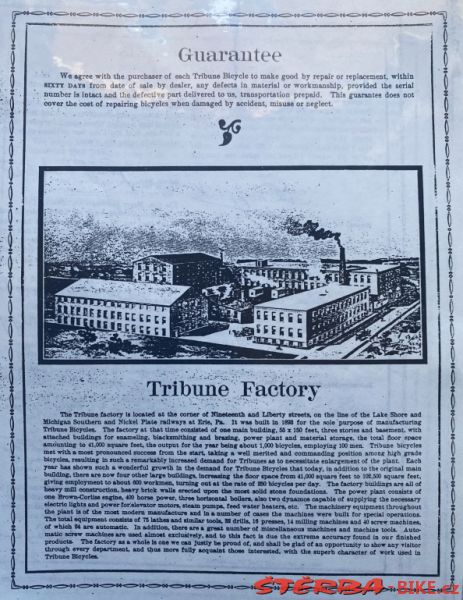 Guarantee
We agree with the purchaser of each Tribune Bicycle to make good by repair or replacement, within
SIXTY DAYS from date of sale by dealer, any defects in material or workmanship, provided the serial
number is intact and the defective part delivered to us, transportation prepaid. This guarantee does not
cover the cost of repairing bicycles when damaged by accident, misuse or neglect.
Tribune Factory
The Tribune factory is located at the corner of Nineteenth and Liberty streets, on the line of the Lake Shore and
Michigan Southern and Nickel Plate railways at Erie, Pa. It was built in 1893 for the sole purpose of manufacturing
Tribune Bicycles. The factory at that time consisted of one main building, 55 x 160 feet, three stories and basement, with
attached buildings for enameling, blacksmithing and brazing, power plant and material storage, the total floor space
amounting to 41,000 square feet, the output for the year being about 1,000 bicycles, employing 100 men. Tribune bicycles
met with a most pronounced success from the start, taking a well merited and commanding position among high grade
bicycles, resulting in such a remarkably increased demand for Tribunes as to necessitate enlargement of the plant. Each
year has shown such a wonderful growth in the demand for Tribune Bicycles that today, in addition to the original main
building, there are now four other large buildings, increasing the floor space from 41,000 square feet to 102,500 square feet,
giving employment to about 600 workmen, turning out at the rate of 250 bicycles per day. The factory buildings are all of
heavy mill construction, heavy brick walls erected upon the most solid stone foundations. The power plant consists of
one Brown-Corliss engine, 400 horse power, three horizontal boilers, also two dynamos capable of supplying the necessary
electric lights and power for elevator motors, steam pumps, feed water heaters, etc. The machinery equipment throughout
the plant is of the most modern manufacture and in a number of cases the machines were built for special operations.
The total equipment consists of 75 lathes and similar tools, drills, 18 presses, 14 milling machines and 40 screw machines,
of which are automatic. In addition, there are a great number of miscellaneous machines and machine tools. Auto-
matic screw machines are used almost exclusively, and to this fact is due the extreme accuracy found in our finished
products. The factory as a whole is one we can justly be proud of, and shall be glad of an opportunity to show any visitor
through every department, and thus more fully acquaint those interested, with the superb character of work used in
Tribune Bicycles.
ŠTĚRBA-BIKE.cz